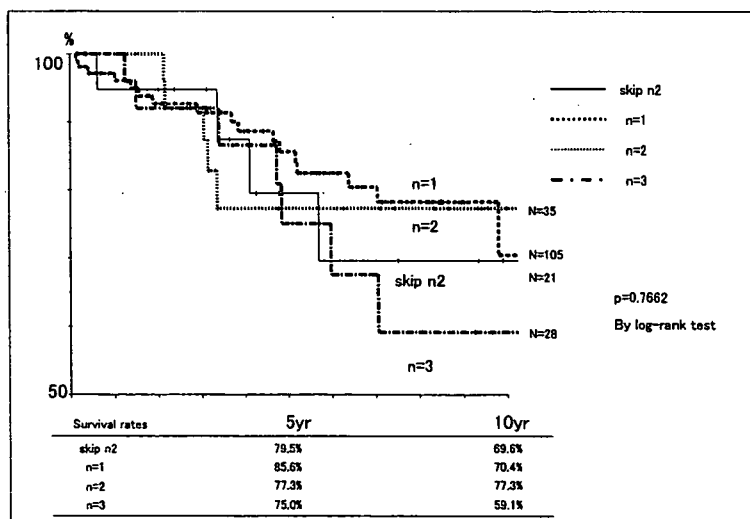 %
100
skip n2
n=1
n=2
n=3
n=1
N=35
n=2
N=105
skip n2
N=21
p=0.7662
By log-rank test
N=28
n=3
50
Survival rates 5yr 10yr
skip n2 79.5% 69.6%
n=1 85.6% 70.4%
n=2 77.3% 77.3%
n=3 75.0% 59.1%